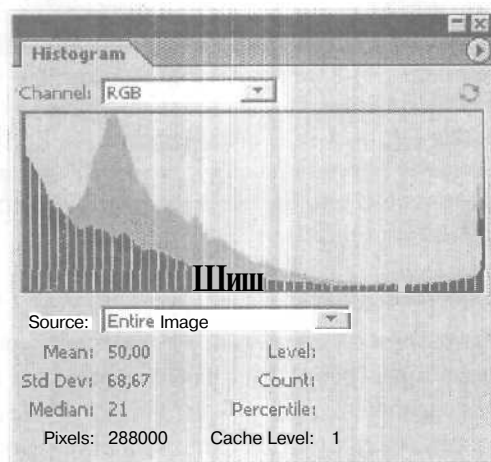 Histogram
Channel: RGB
Шиш
Source: Entire Image
Mean: 50,00 Level:
Std Dev: 68,67 Count:
Median: 21 Percentile:
Pixels: 288000 Cache Level: 1